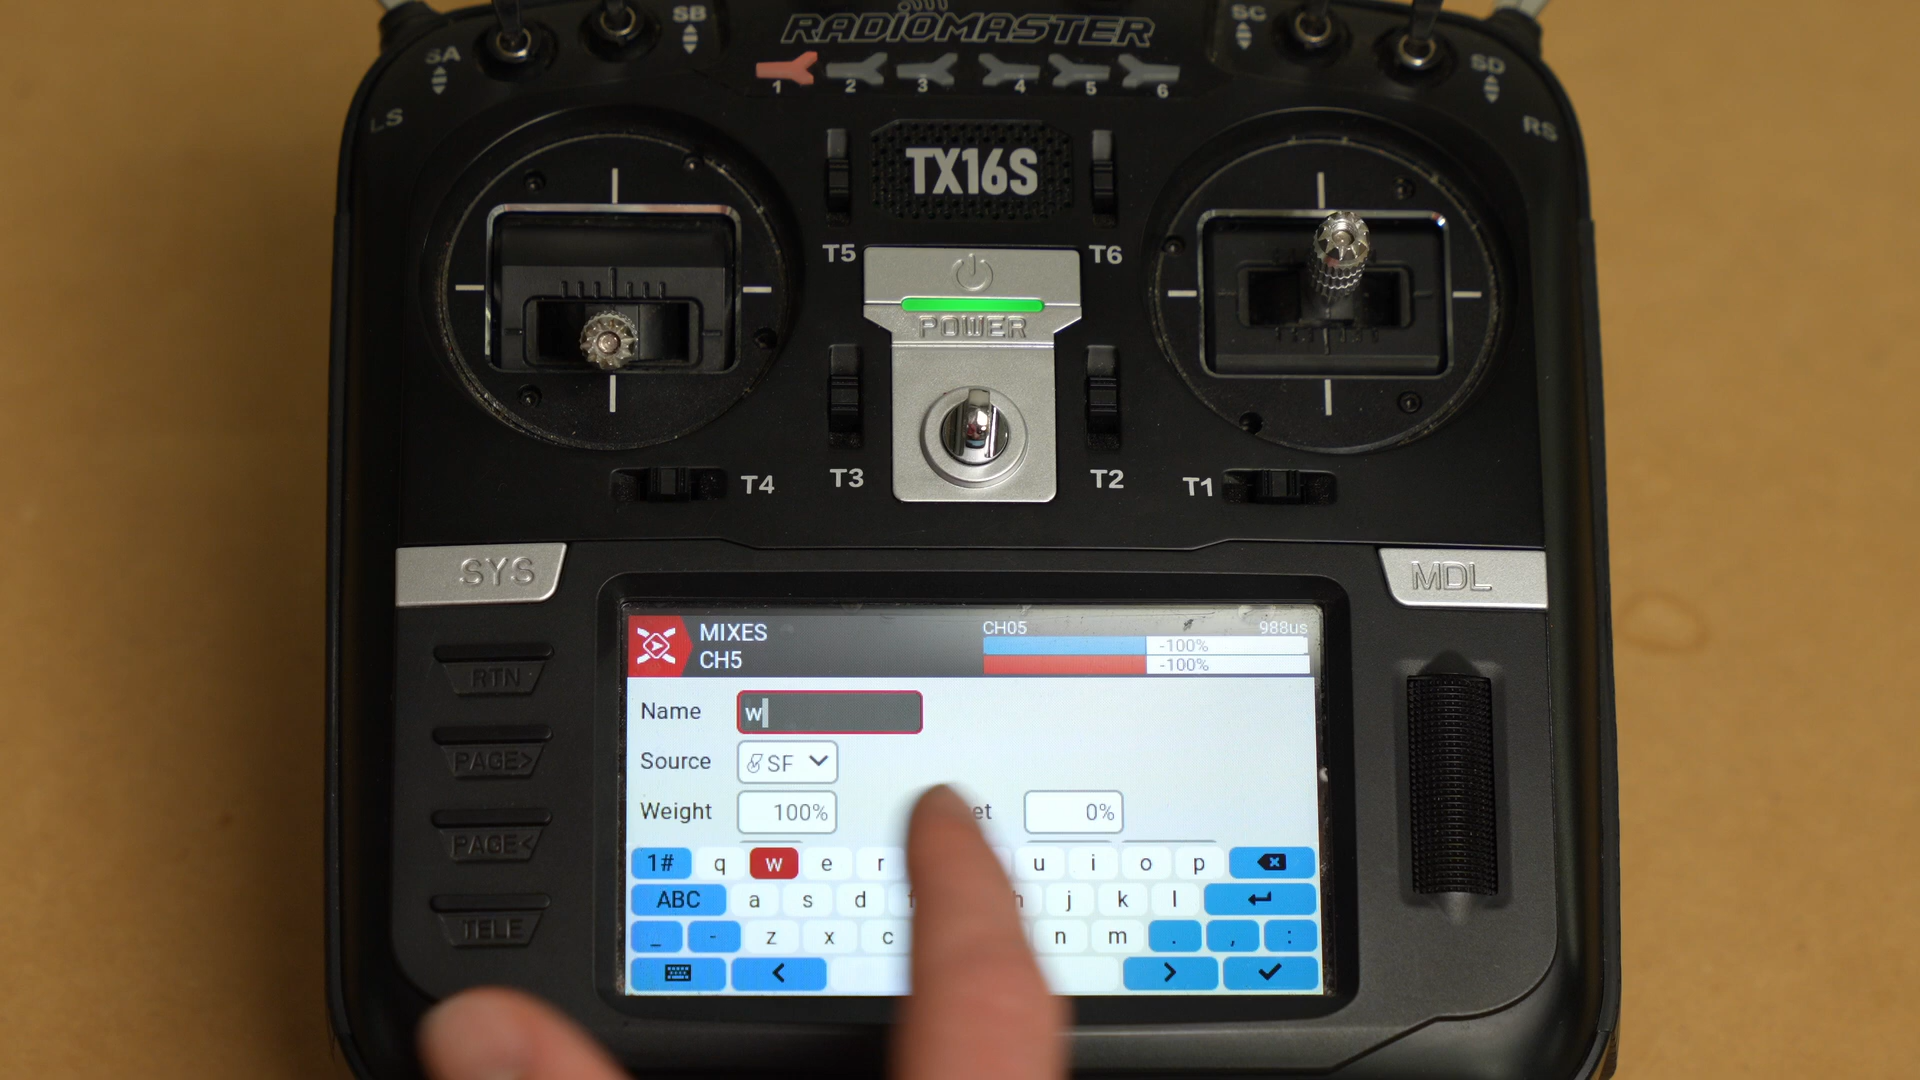 RADIOMASTER
SA
SB
SC
SD
LS
RS
1 2 3 4 5 6
TX16S
T5
T6
POWER
T4
T3
T2
T1
SYS
MDL
RTN
PAGE>
PAGE<
TELE
MIXES
CH5
CH05
988us
-100%
-100%
Name
w
Source
SF
Weight
100%
0%
1# q w e r u i o p
ABC a s d j k l
_ - z x c n m . , :
< >